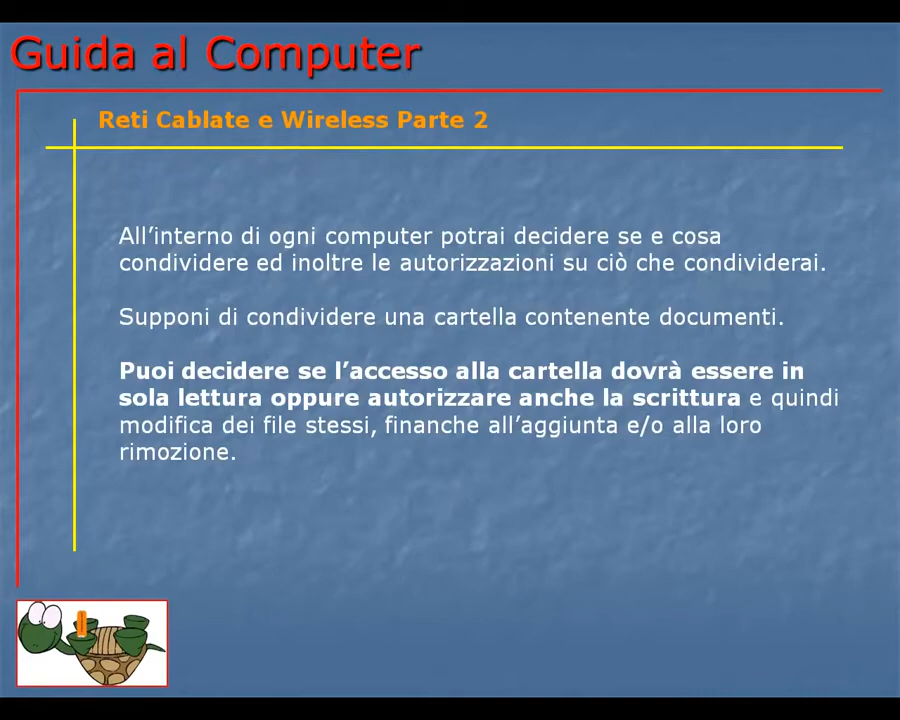 Guida al Computer
Reti Cablate e Wireless Parte 2
All’interno di ogni computer potrai decidere se e cosa
condividere ed inoltre le autorizzazioni su ciò che condividerai.
Supponi di condividere una cartella contenente documenti.
Puoi decidere se l’accesso alla cartella dovrà essere in
sola lettura oppure autorizzare anche la scrittura e quindi
modifica dei file stessi, finanche all’aggiunta e/o alla loro
rimozione.